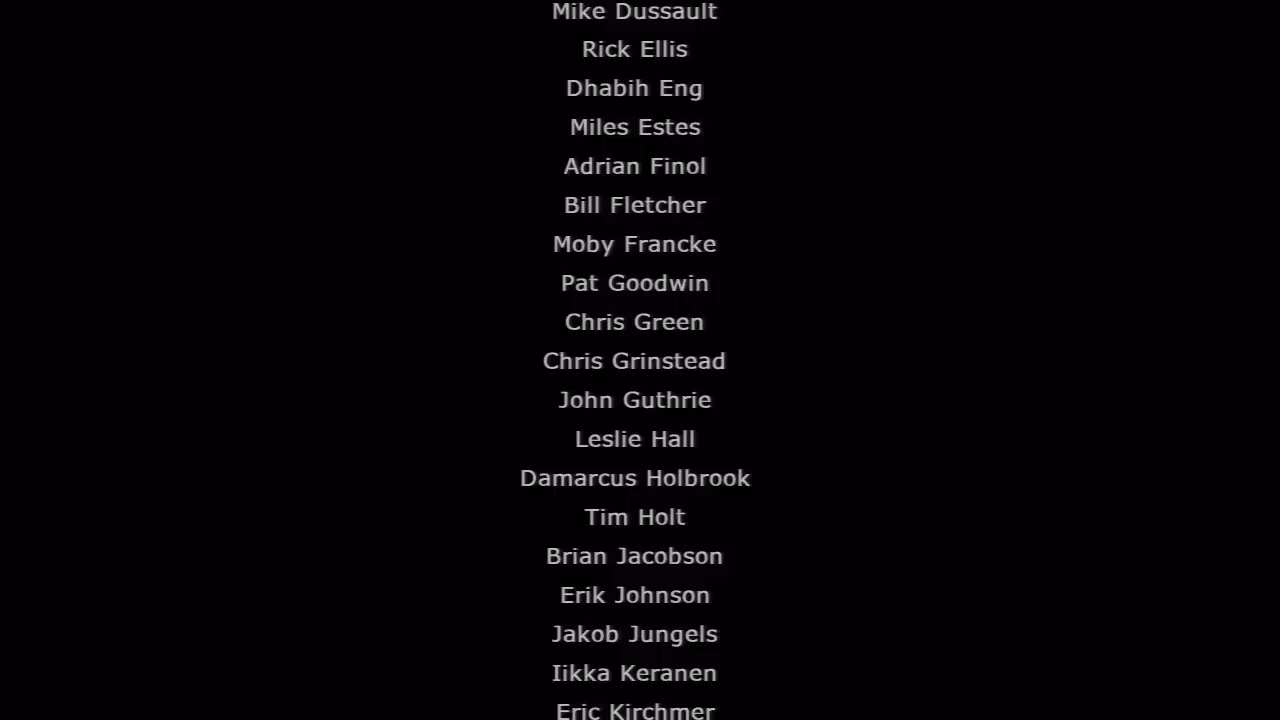 Mike Dussault
Rick Ellis
Dhabih Eng
Miles Estes
Adrian Finol
Bill Fletcher
Moby Francke
Pat Goodwin
Chris Green
Chris Grinstead
John Guthrie
Leslie Hall
Damarcus Holbrook
Tim Holt
Brian Jacobson
Erik Johnson
Jakob Jungels
Iikka Keranen
Eric Kirchmer